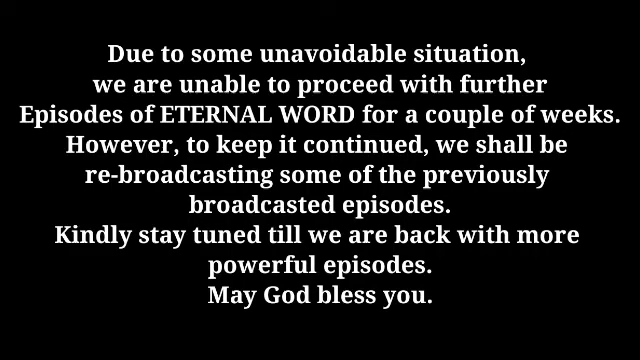 Due to some unavoidable situation,
we are unable to proceed with further
Episodes of ETERNAL WORD for a couple of weeks.
However, to keep it continued, we shall be
re-broadcasting some of the previously
broadcasted episodes.
Kindly stay tuned till we are back with more
powerful episodes.
May God bless you.